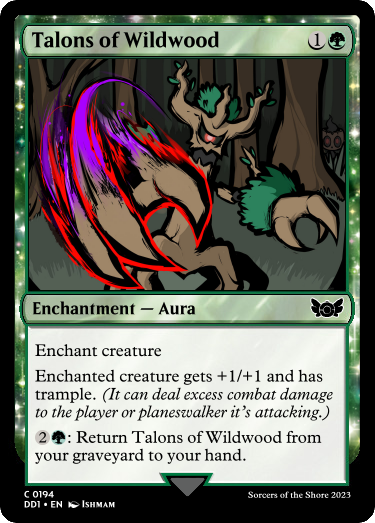 Talons of Wildwood 1
Enchantment — Aura
Enchant creature
Enchanted creature gets +1/+1 and has
trample. (It can deal excess combat damage
to the player or planeswalker it's attacking.)
2: Return Talons of Wildwood from
your graveyard to your hand.
C 0194
DD1 • EN Ishmam
Sorcers of the Shore 2023